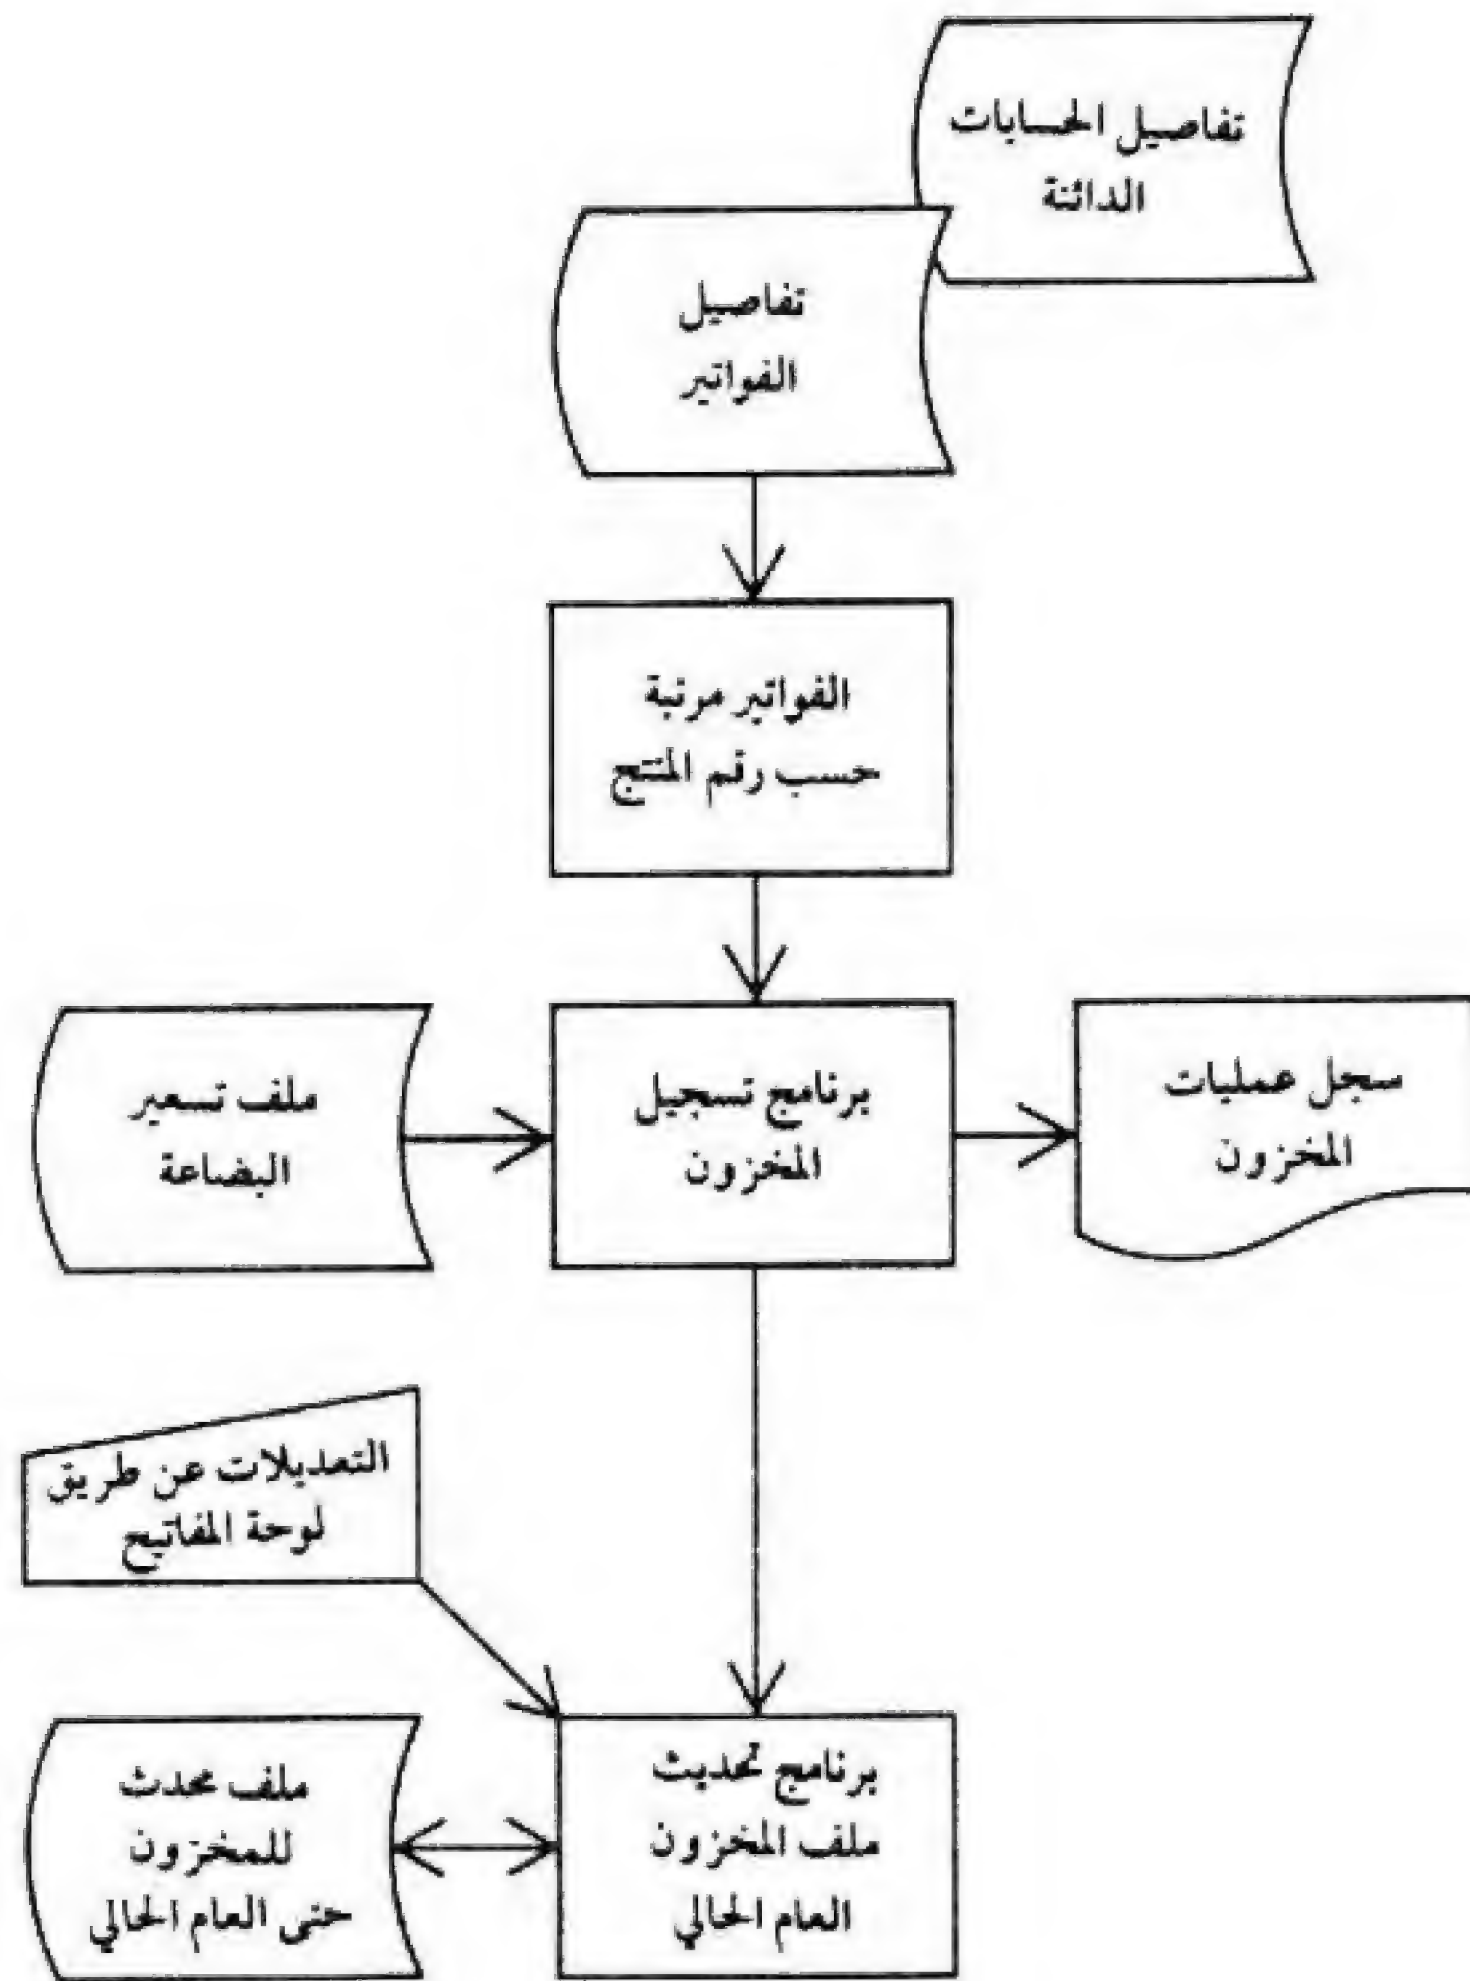 تفاصيل الحسابات
الدائنة
تفاصيل
الفواتير
الفواتير مرتبة
حسب رقم المنتج
سجل عمليات
المخزون
برنامج تسجيل
المخزون
ملف تسعير
البضاعة
التعديلات عن طريق
لوحة المفاتيح
برنامج تحديث
ملف المخزون
العام الحالي
ملف محدث
للمخزون
حتى العام الحالي